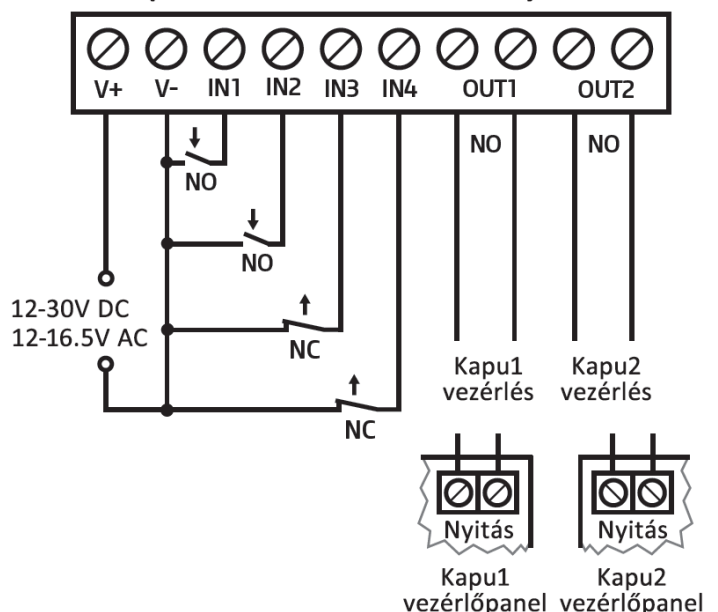 V+ V- IN1 IN2 IN3 IN4 OUT1 OUT2
NO NO
NO
NO
12-30V DC
12-16.5V AC
NC
NC
Kapu1
vezérlés
Kapu2
vezérlés
Nyitás
Nyitás
Kapu1
vezérlőpanel
Kapu2
vezérlőpanel